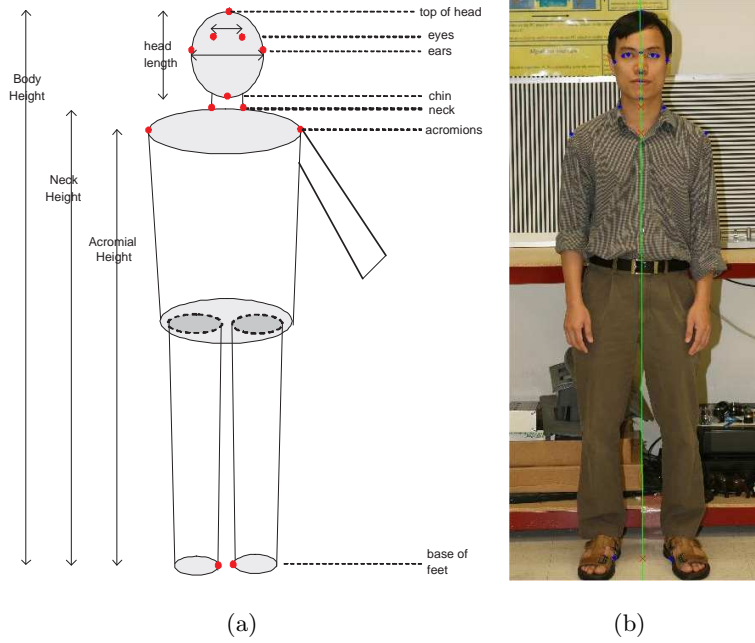 top of head
eyes
ears
head
length
Body
Height
chin
neck
acromions
Neck
Height
Acromial
Height
base of
feet
(a)
(b)